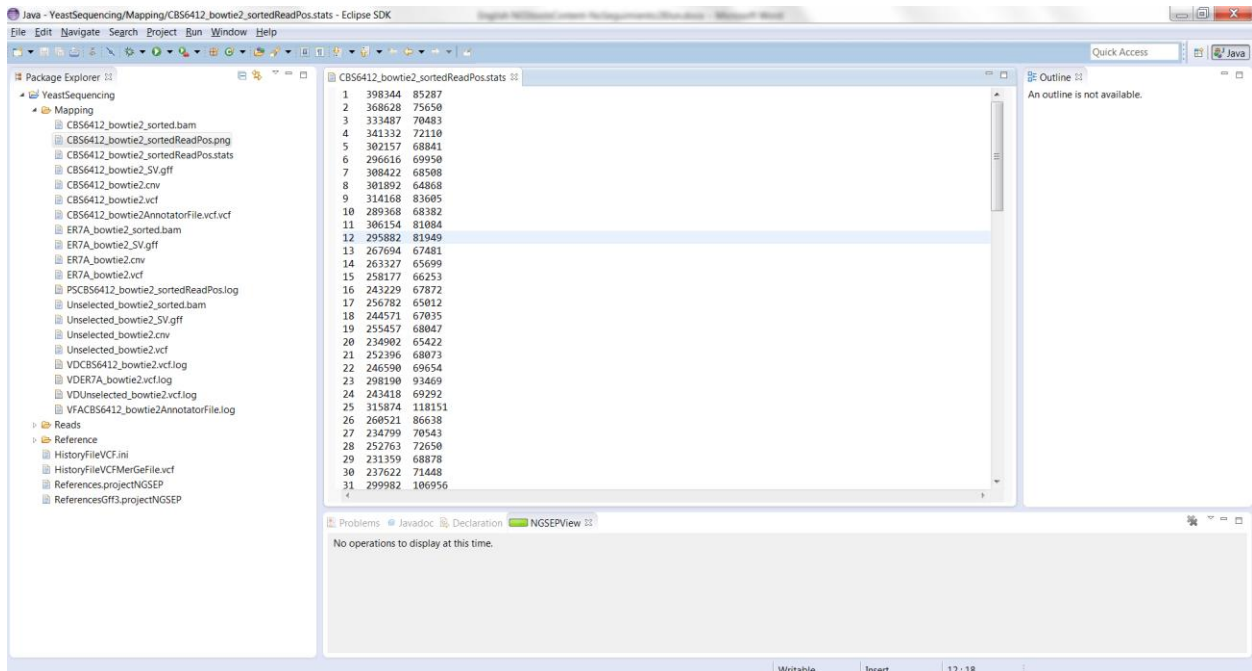 Java - YeastSequencing/Mapping/CBS6412_bowtie2_sortedReadPos.stats - Eclipse SDK
File Edit Navigate Search Project Run Window Help
Quick Access
Java
Package Explorer
YeastSequencing
Mapping
CBS6412_bowtie2_sorted.bam
CBS6412_bowtie2_sortedReadPos.png
CBS6412_bowtie2_sortedReadPos.stats
CBS6412_bowtie2_SV.gff
CBS6412_bowtie2.cnv
CBS6412_bowtie2.vcf
CBS6412_bowtie2AnnotatorFile.vcf.vcf
ER7A_bowtie2_sorted.bam
ER7A_bowtie2_SV.gff
ER7A_bowtie2.cnv
ER7A_bowtie2.vcf
PSCBS6412_bowtie2_sortedReadPos.log
Unselected_bowtie2_sorted.bam
Unselected_bowtie2_SV.gff
Unselected_bowtie2.cnv
Unselected_bowtie2.vcf
VDCBS6412_bowtie2.vcf.log
VDER7A_bowtie2.vcf.log
VDUnselected_bowtie2.vcf.log
VFACBS6412_bowtie2AnnotatorFile.log
Reads
Reference
HistoryFileVCF.ini
HistoryFileVCFMerGeFile.vcf
References.projectNGSEP
ReferencesGff3.projectNGSEP
CBS6412_bowtie2_sortedReadPos.stats
1 398344 85287
2 368628 75650
3 333487 70483
4 341332 72110
5 302157 68841
6 296616 69950
7 308422 68508
8 301892 64868
9 314168 83605
10 289368 68382
11 306154 81084
12 295882 81949
13 267694 67481
14 263327 65699
15 258177 66253
16 243229 67872
17 256782 65012
18 244571 67035
19 255457 68047
20 234902 65422
21 252396 68073
22 246590 69654
23 298190 93469
24 243418 69292
25 315874 118151
26 260521 86638
27 234799 70543
28 252763 72650
29 231359 68878
30 237622 71448
31 299982 106956
Outline
An outline is not available.
Problems Javadoc Declaration NGSEPView
No operations to display at this time.
Writable Insert 12 : 18